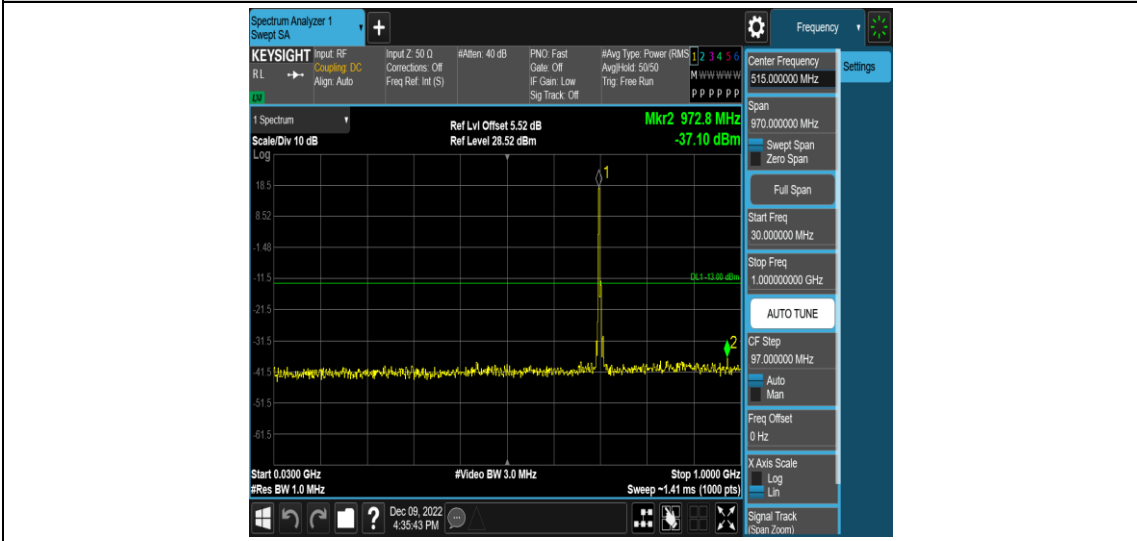 Spectrum Analyzer 1
Swept SA
+
Frequency
KEYSIGHT
RL
LM
Input: RF
Coupling: DC
Align: Auto
Input Z: 50 Ω
Corrections: Off
Freq Ref: Int (S)
#Atten: 40 dB
PNO: Fast
Gate: Off
IF Gain: Low
Sig Track: Off
#Avg Type: Power (RMS
Avg|Hold: 50/50
Trig: Free Run
1 2 3 4 5 6
M W W W W W
P P P P P P
1 Spectrum
Scale/Div 10 dB
Log
Ref Lvl Offset 5.52 dB
Ref Level 28.52 dBm
Mkr2 972.8 MHz
-37.10 dBm
18.5
8.52
-1.48
-11.5
-21.5
-31.5
-41.5
-51.5
-61.5
1
DL1 -13.00 dBm
2
Start 0.0300 GHz
#Res BW 1.0 MHz
#Video BW 3.0 MHz
Stop 1.0000 GHz
Sweep ~1.41 ms (1000 pts)
?
Dec 09, 2022
4:35:43 PM
Center Frequency
515.000000 MHz
Span
970.000000 MHz
Swept Span
Zero Span
Full Span
Start Freq
30.000000 MHz
Stop Freq
1.000000000 GHz
AUTO TUNE
CF Step
97.000000 MHz
Auto
Man
Freq Offset
0 Hz
X Axis Scale
Log
Lin
Signal Track
(Span Zoom)
Settings